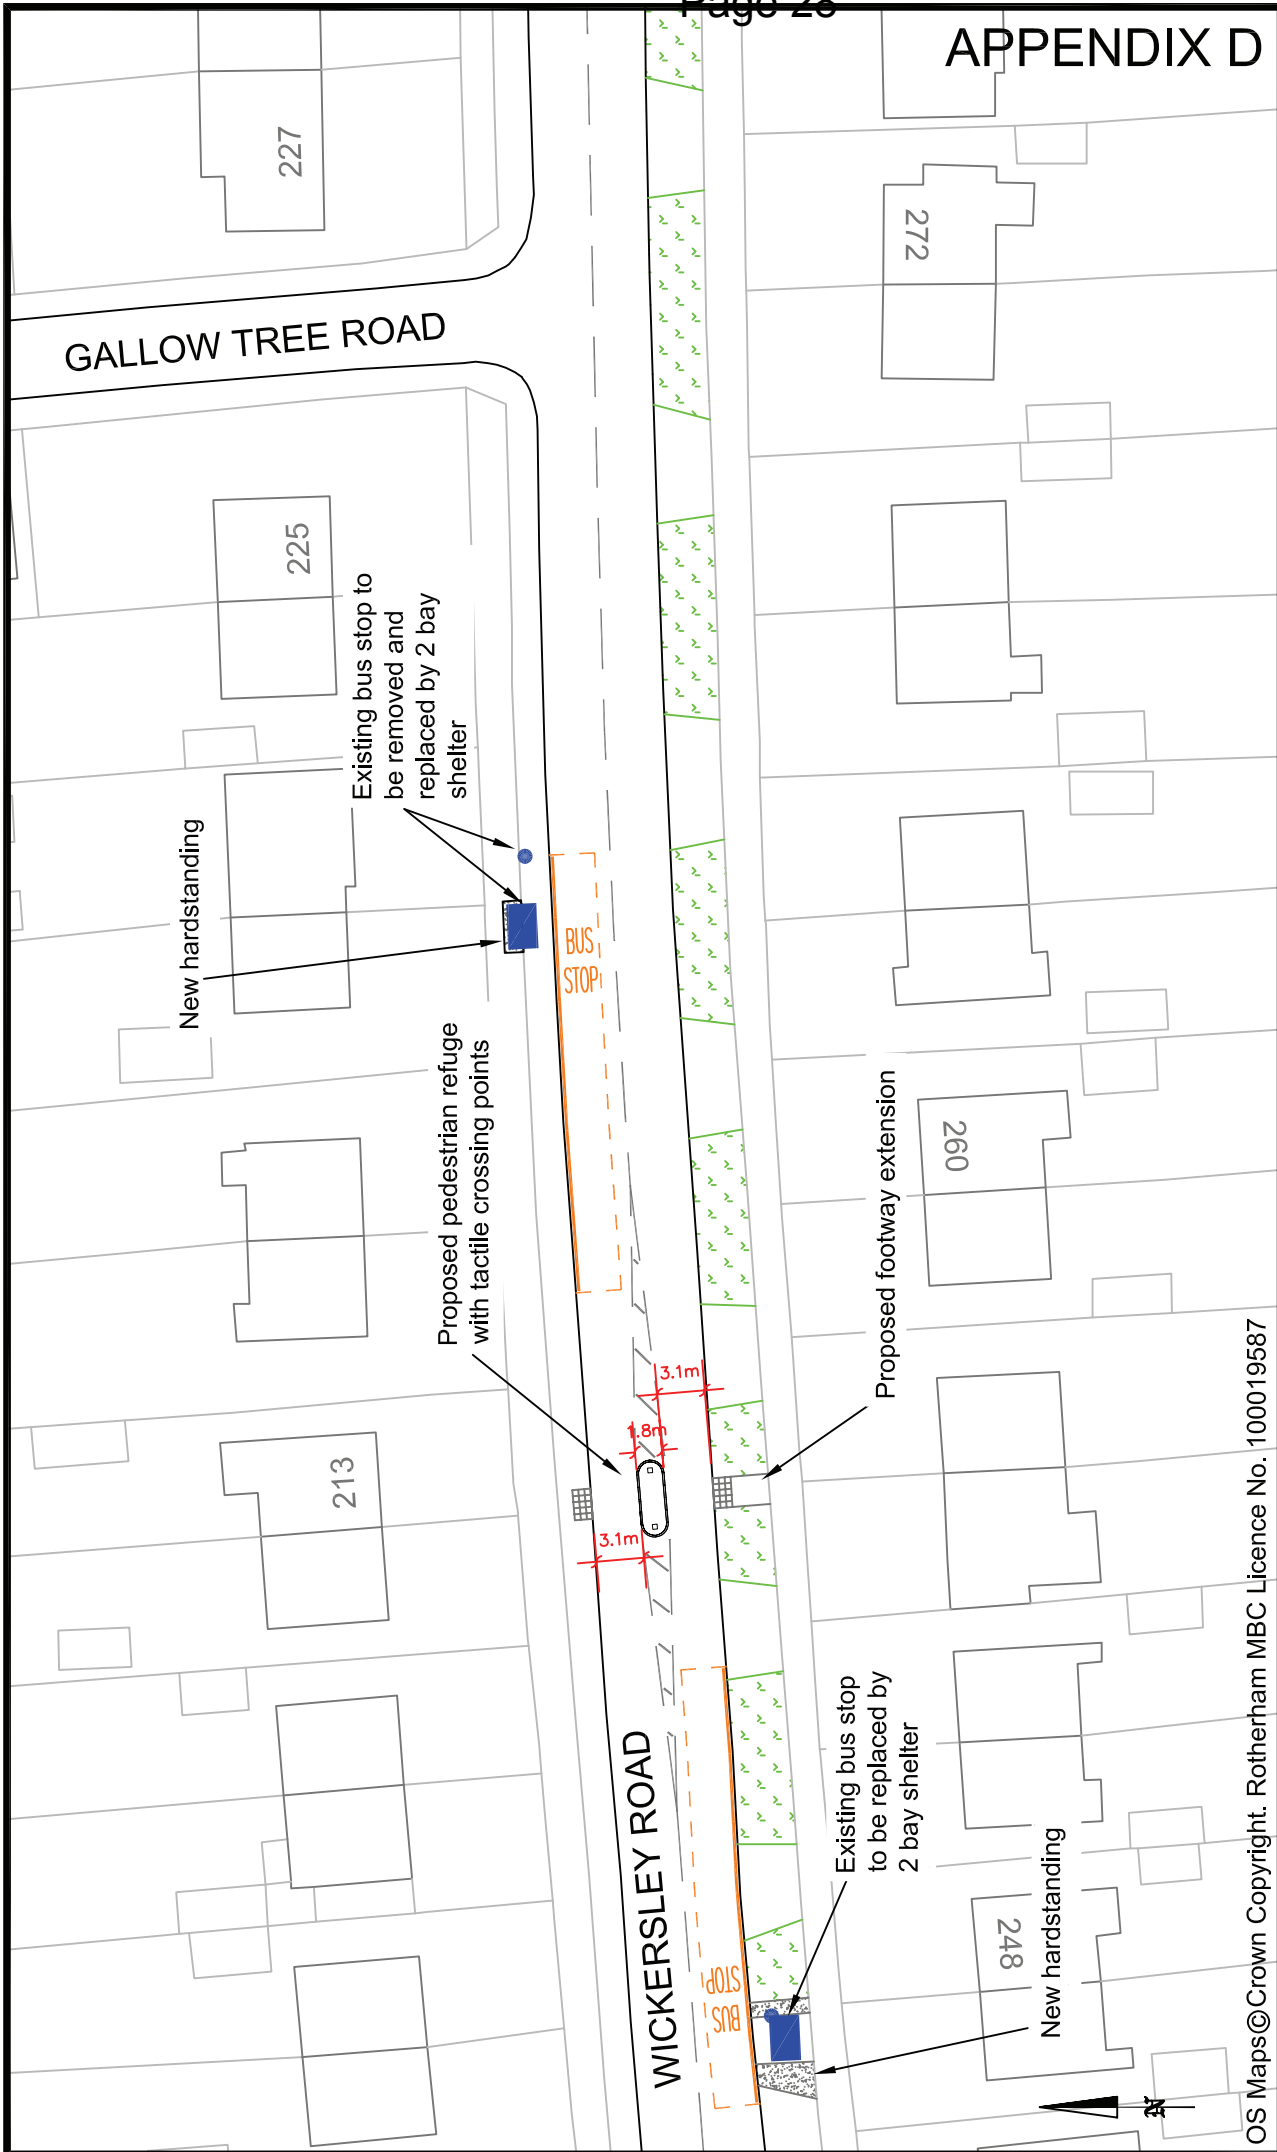 Page 28
APPENDIX D
227
GALLOW TREE ROAD
272
225
Existing bus stop to
be removed and
replaced by 2 bay
shelter
New hardstanding
BUS
STOP
Proposed pedestrian refuge
with tactile crossing points
260
Proposed footway extension
3.1m
1.8m
3.1m
213
WICKERSLEY ROAD
Existing bus stop
to be replaced by
2 bay shelter
BUS
STOP
248
New hardstanding
N
OS Maps©Crown Copyright. Rotherham MBC Licence No. 100019587